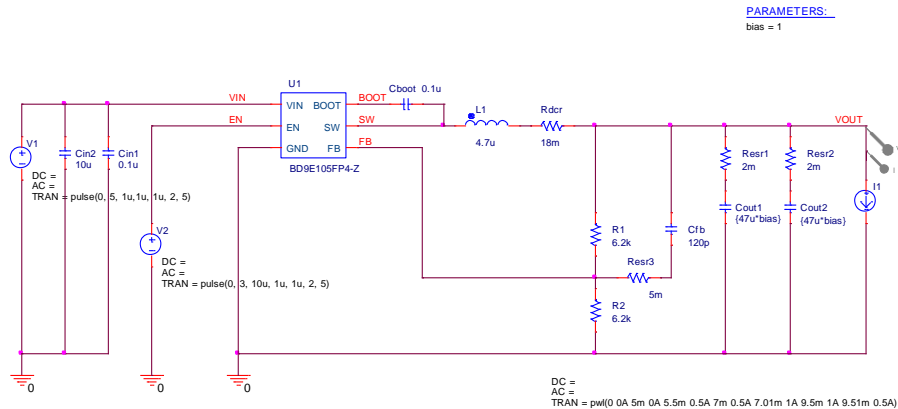 PARAMETERS:
bias = 1
U1
Cboot 0.1u
VIN
VIN
BOOT
BOOT
L1
Rdcr
EN
EN
SW
SW
VOUT
GND
FB
FB
4.7u
18m
BD9E105FP4-Z
V1
Cin2
10u
Cin1
0.1u
Resr1
2m
Resr2
2m
DC =
AC =
TRAN = pulse(0, 5, 1u,1u, 1u, 2, 5)
I1
Cout1
{47u*bias}
Cout2
{47u*bias}
V2
R1
6.2k
Cfb
120p
DC =
AC =
TRAN = pulse(0, 3, 10u, 1u, 1u, 2, 5)
Resr3
5m
R2
6.2k
0
0
0
DC =
AC =
TRAN = pwl(0 0A 5m 0A 5.5m 0.5A 7m 0.5A 7.01m 1A 9.5m 1A 9.51m 0.5A)